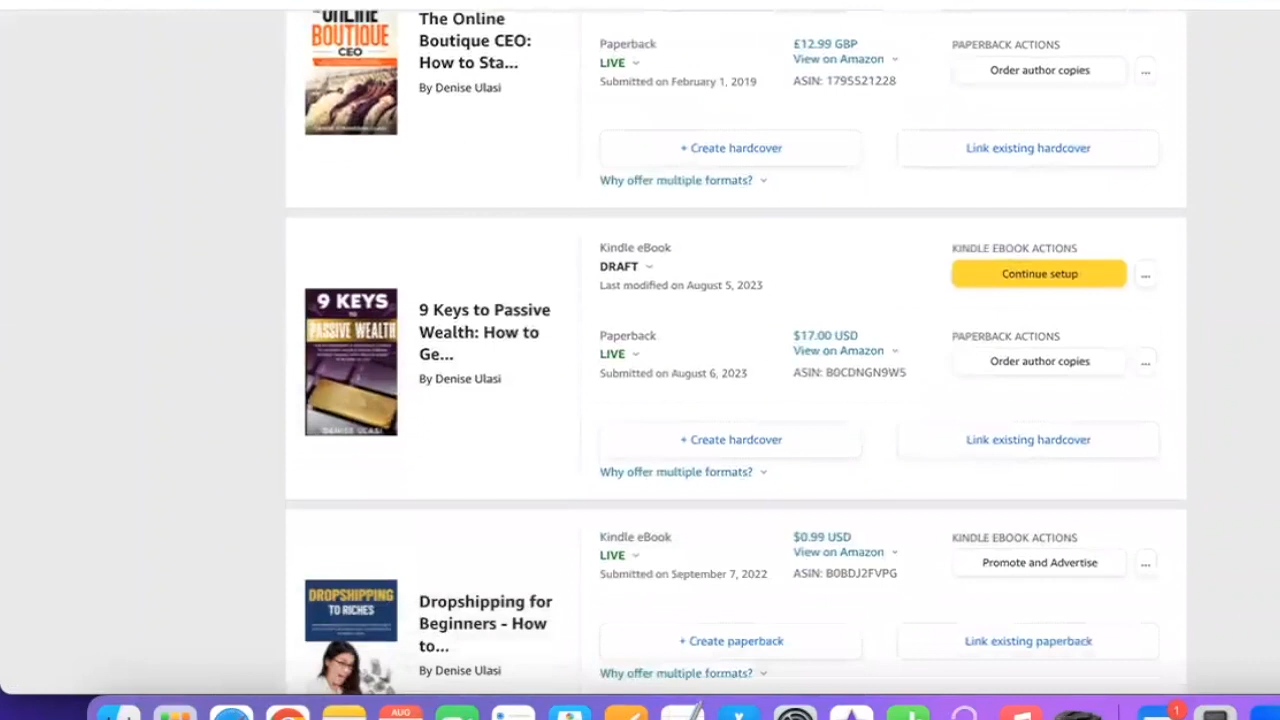 ONLINE
BOUTIQUE
CEO
The Online
Boutique CEO:
How to Sta...
By Denise Ulasi
Paperback
LIVE
Submitted on February 1, 2019
£12.99 GBP
View on Amazon
ASIN: 1795521228
PAPERBACK ACTIONS
Order author copies
...
+ Create hardcover
Link existing hardcover
Why offer multiple formats?
9 KEYS
TO
PASSIVE WEALTH
DENISE ULASI
9 Keys to Passive
Wealth: How to
Ge...
By Denise Ulasi
Kindle eBook
DRAFT
Last modified on August 5, 2023
KINDLE EBOOK ACTIONS
Continue setup
...
Paperback
LIVE
Submitted on August 6, 2023
$17.00 USD
View on Amazon
ASIN: B0CDNGN9W5
PAPERBACK ACTIONS
Order author copies
...
+ Create hardcover
Link existing hardcover
Why offer multiple formats?
DROPSHIPPING
TO RICHES
Dropshipping for
Beginners - How
to...
By Denise Ulasi
Kindle eBook
LIVE
Submitted on September 7, 2022
$0.99 USD
View on Amazon
ASIN: B0BDJ2FVPG
KINDLE EBOOK ACTIONS
Promote and Advertise
...
+ Create paperback
Link existing paperback
Why offer multiple formats?
AUG
1